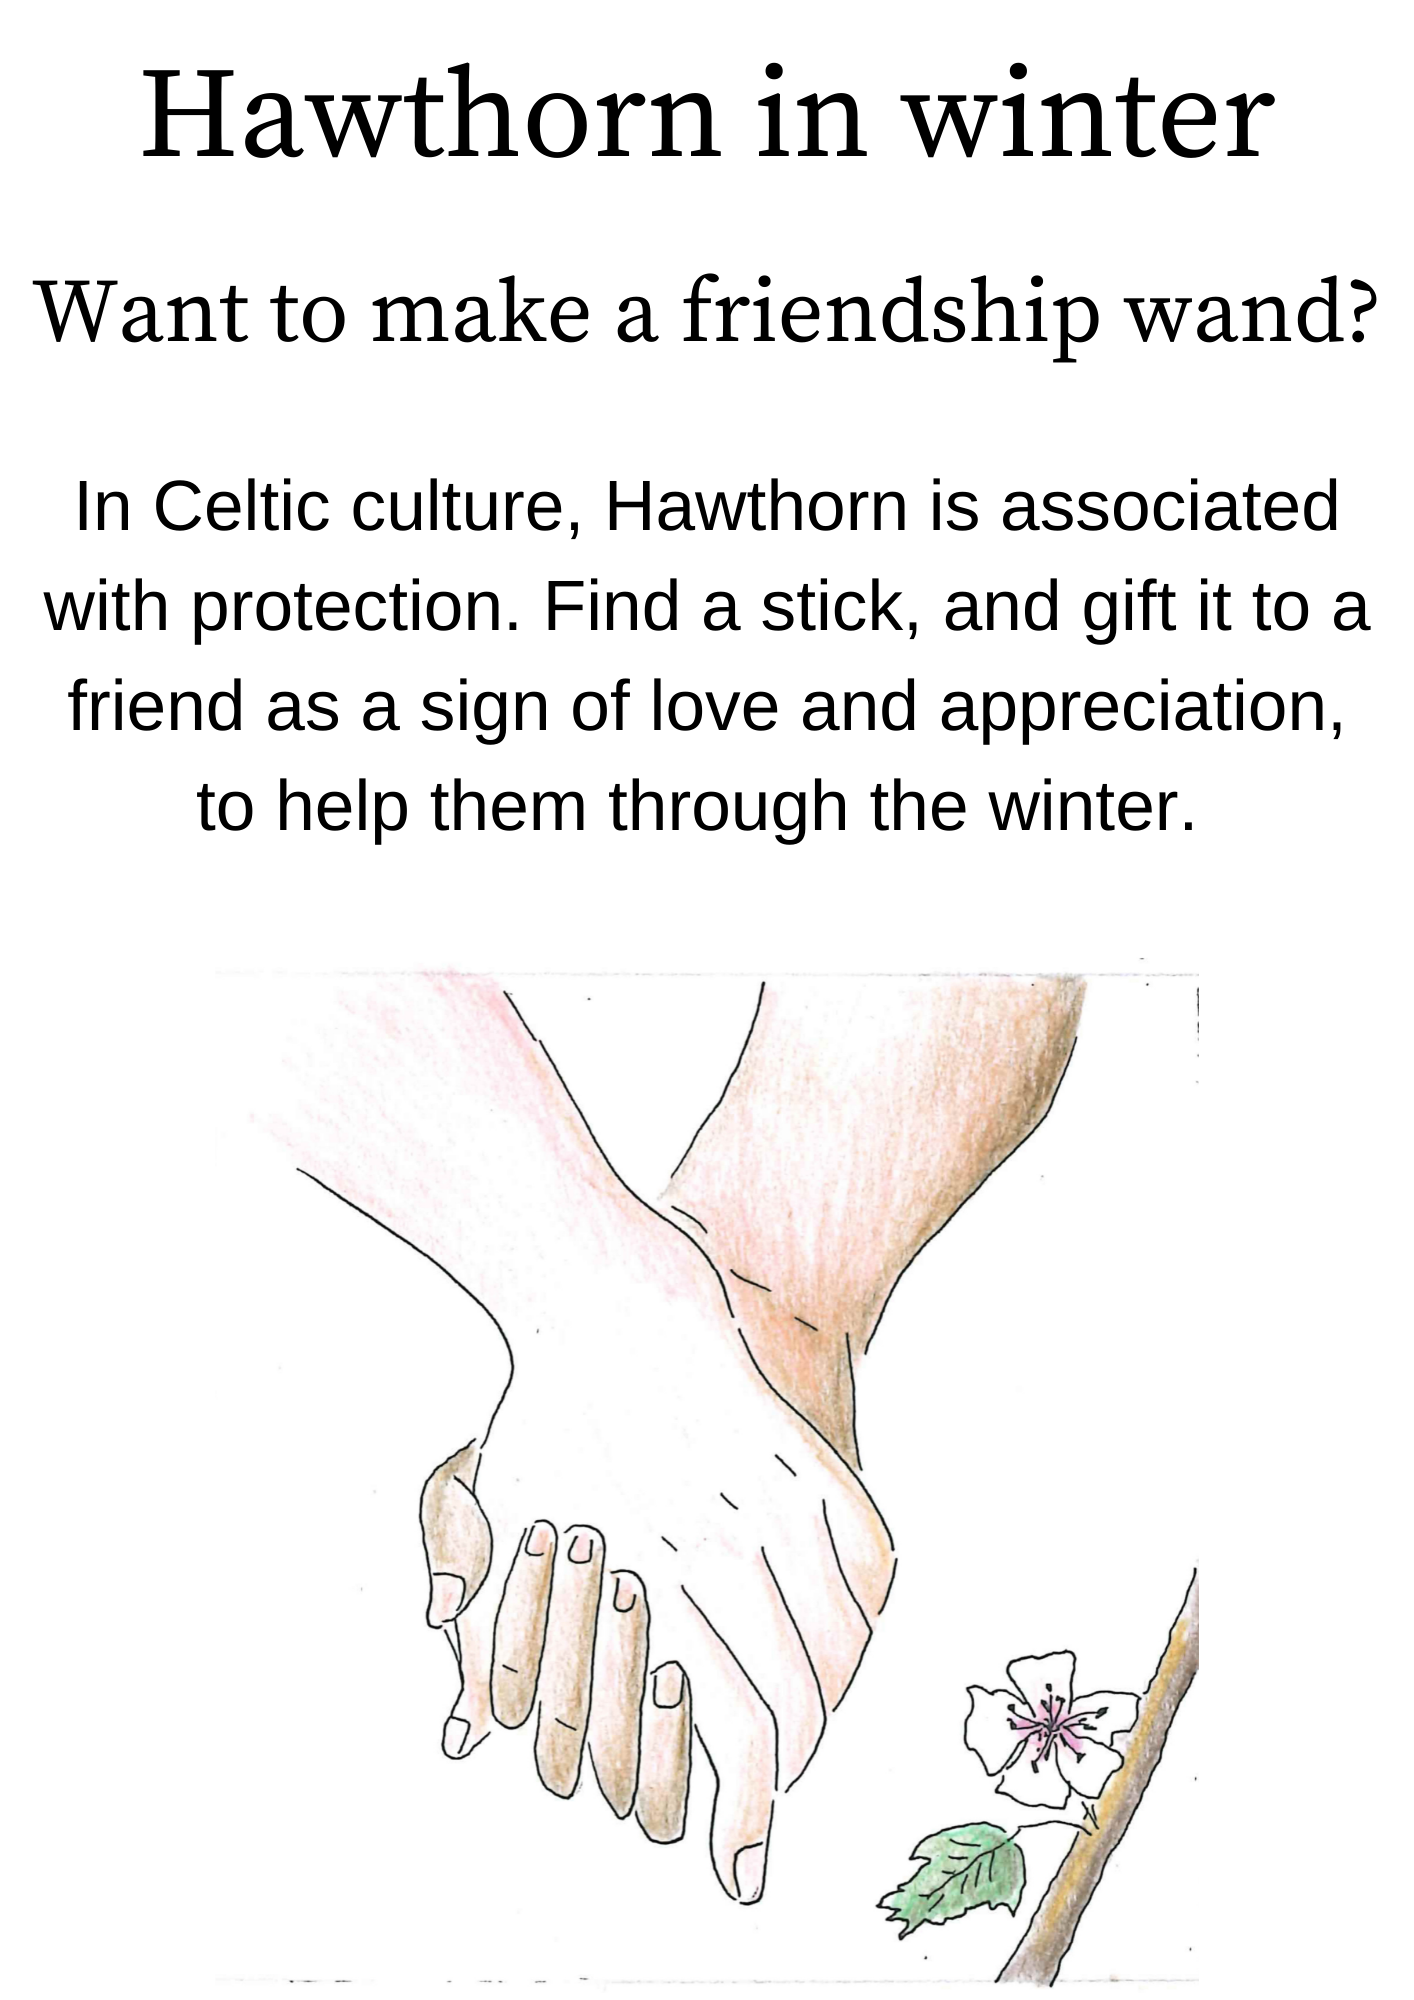 Hawthorn in winter
Want to make a friendship wand?
In Celtic culture, Hawthorn is associated
with protection. Find a stick, and gift it to a
friend as a sign of love and appreciation,
to help them through the winter.